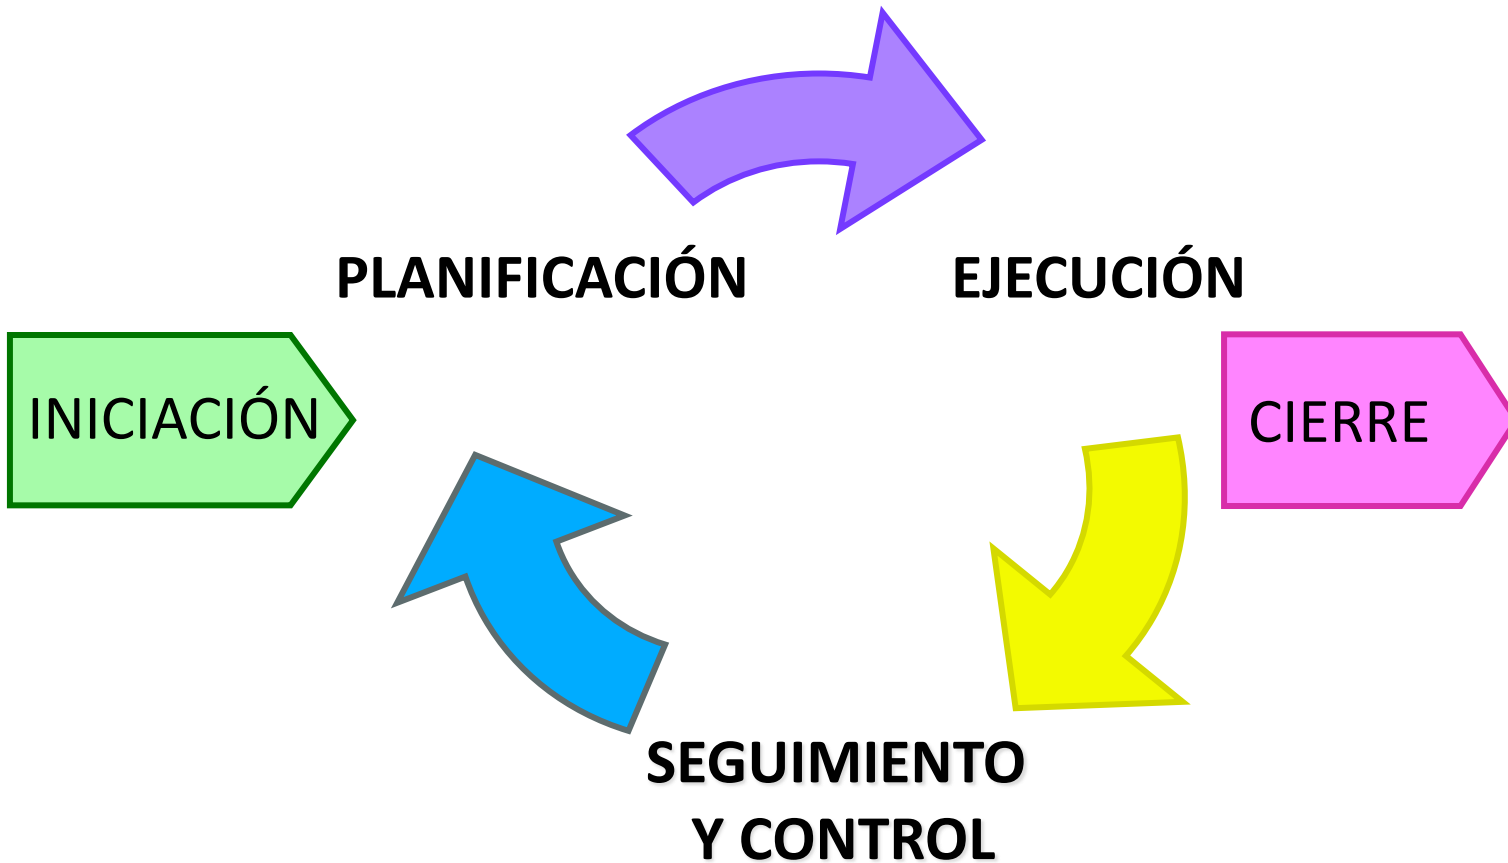 PLANIFICACIÓN
EJECUCIÓN
INICIACIÓN
CIERRE
SEGUIMIENTO
Y CONTROL